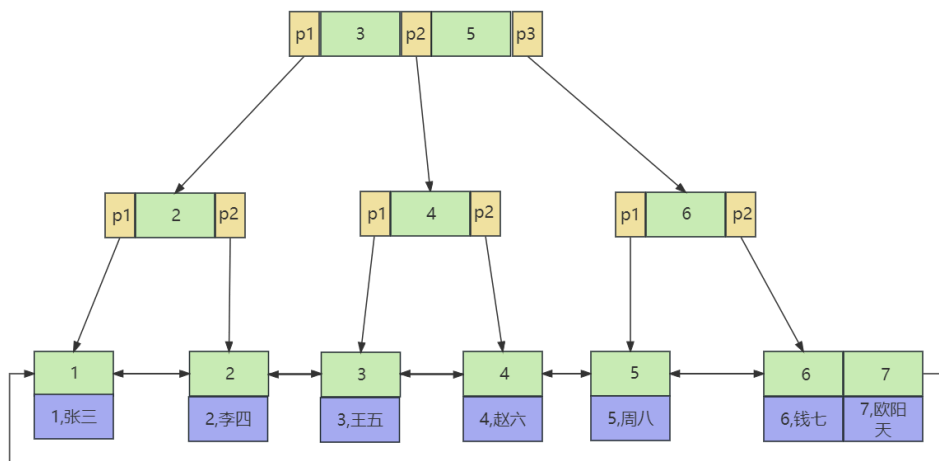 p1 3 p2 5 p3
p1 2 p2
p1 4 p2
p1 6 p2
1
2
3
4
5
6
7
1,张三
2,李四
3,王五
4,赵六
5,周八
6,钱七
7,欧阳
天